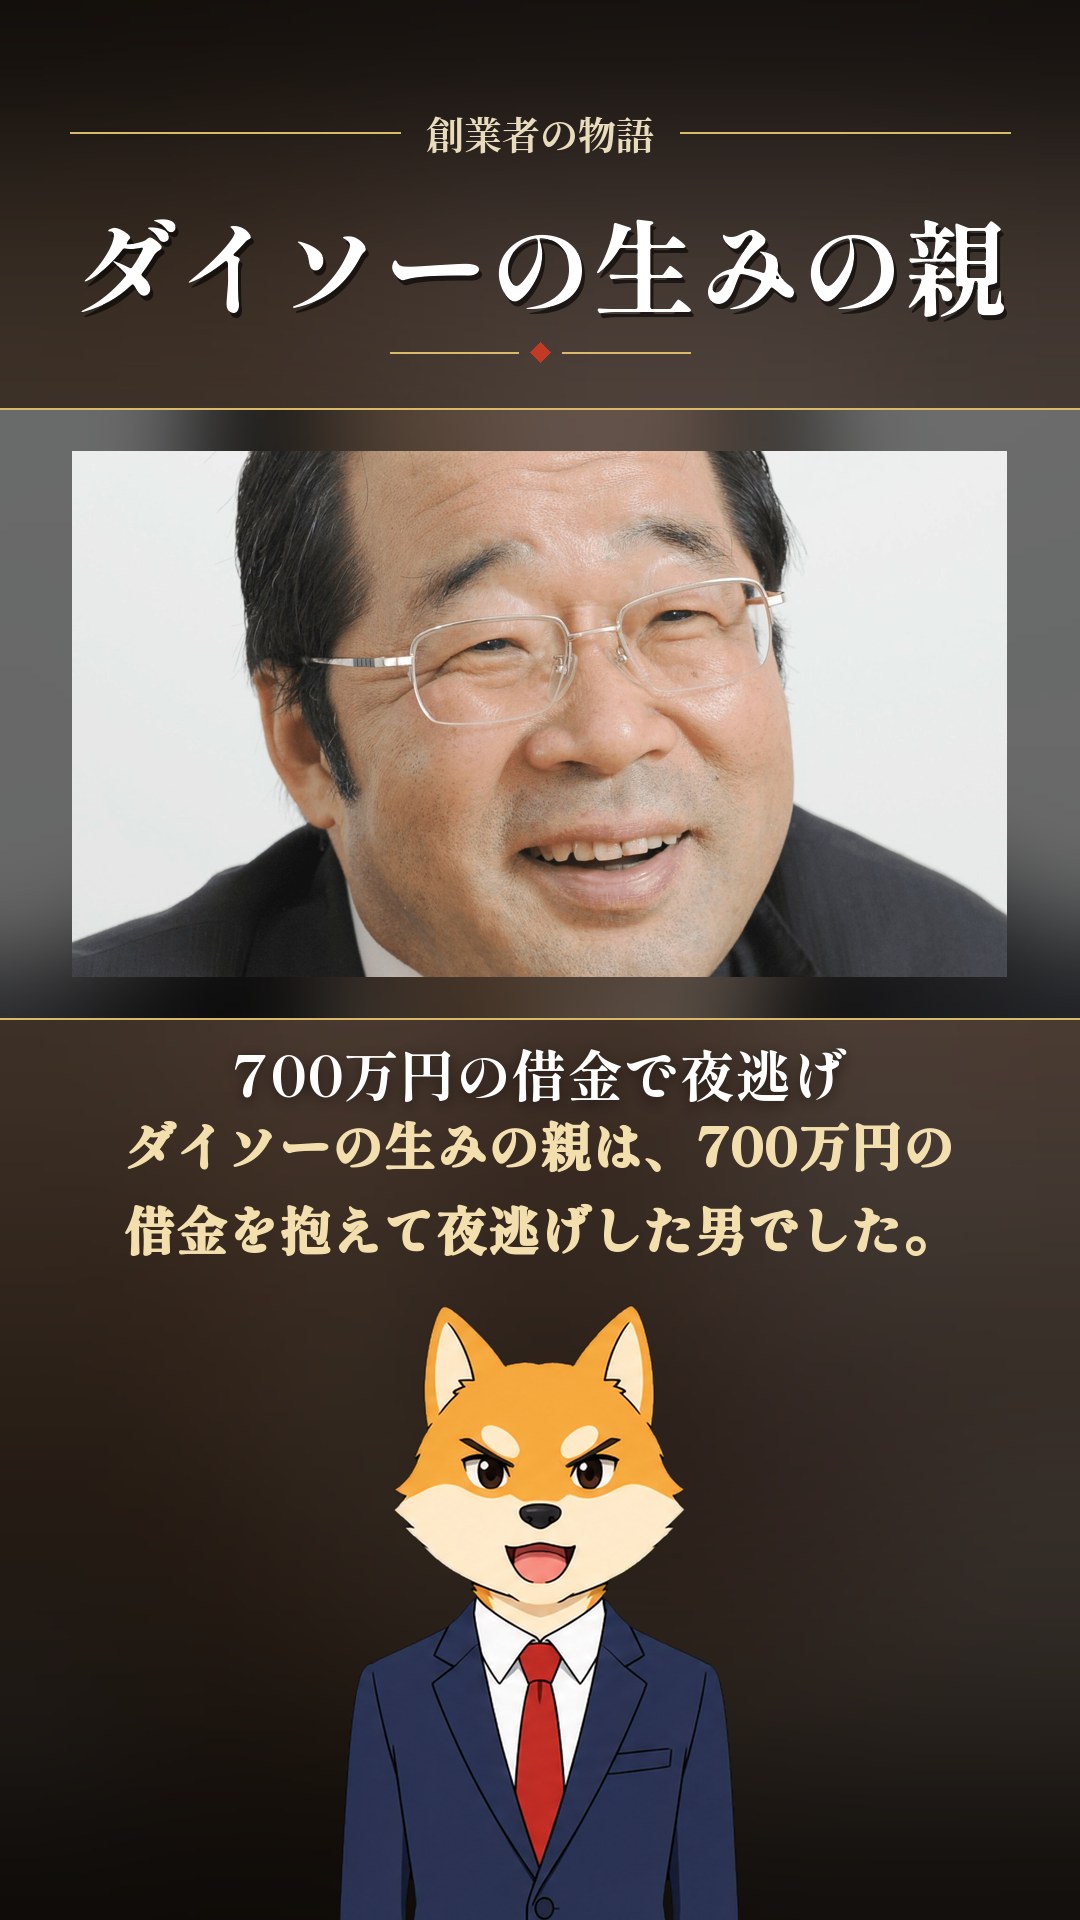 創業者の物語
ダイソーの生みの親
700万円の借金で夜逃げ
ダイソーの生みの親は、700万円の
借金を抱えて夜逃げした男でした。